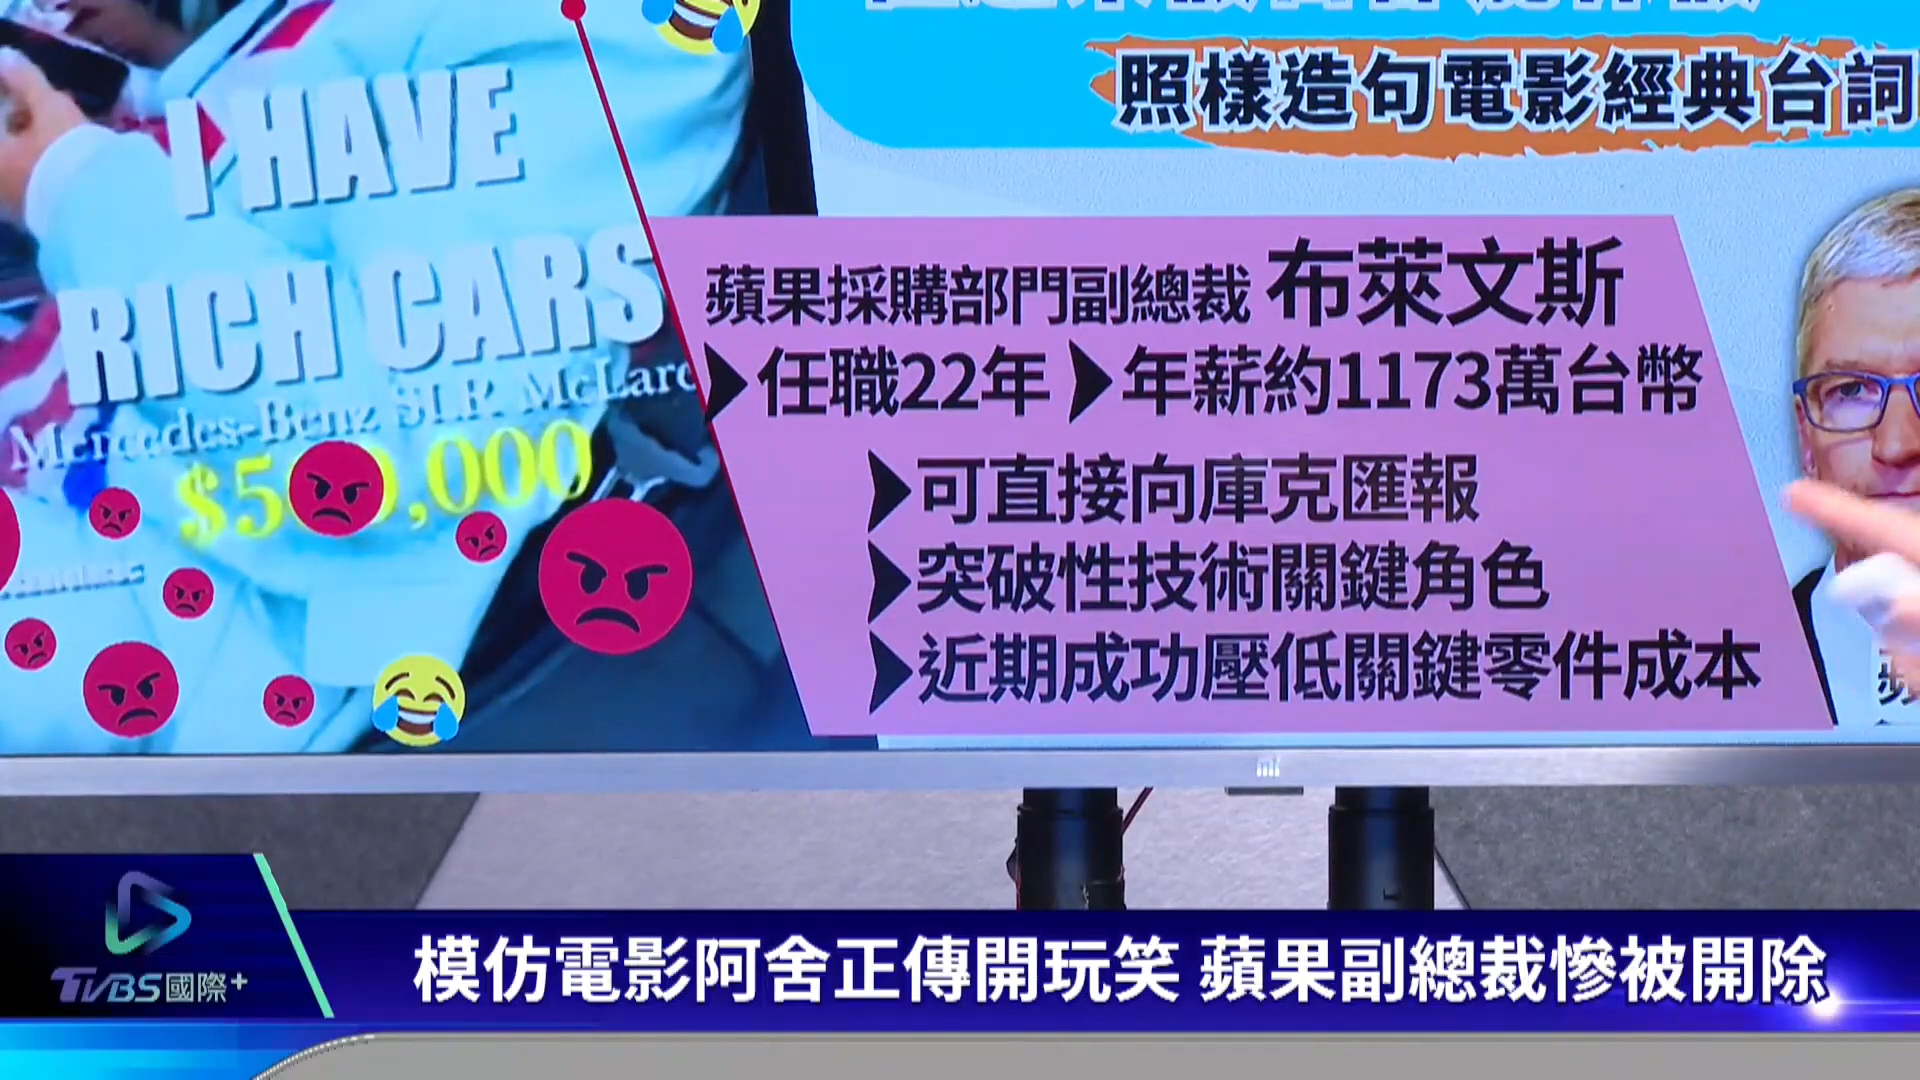 照樣造句電影經典台詞
I HAVE
RICH CARS
Mercedes-Benz SLR McLaren
$5 0,000
蘋果採購部門副總裁 布萊文斯
任職22年 年薪約1173萬台幣
可直接向庫克匯報
突破性技術關鍵角色
近期成功壓低關鍵零件成本
mi
TVBS國際+
模仿電影阿舍正傳開玩笑 蘋果副總裁慘被開除